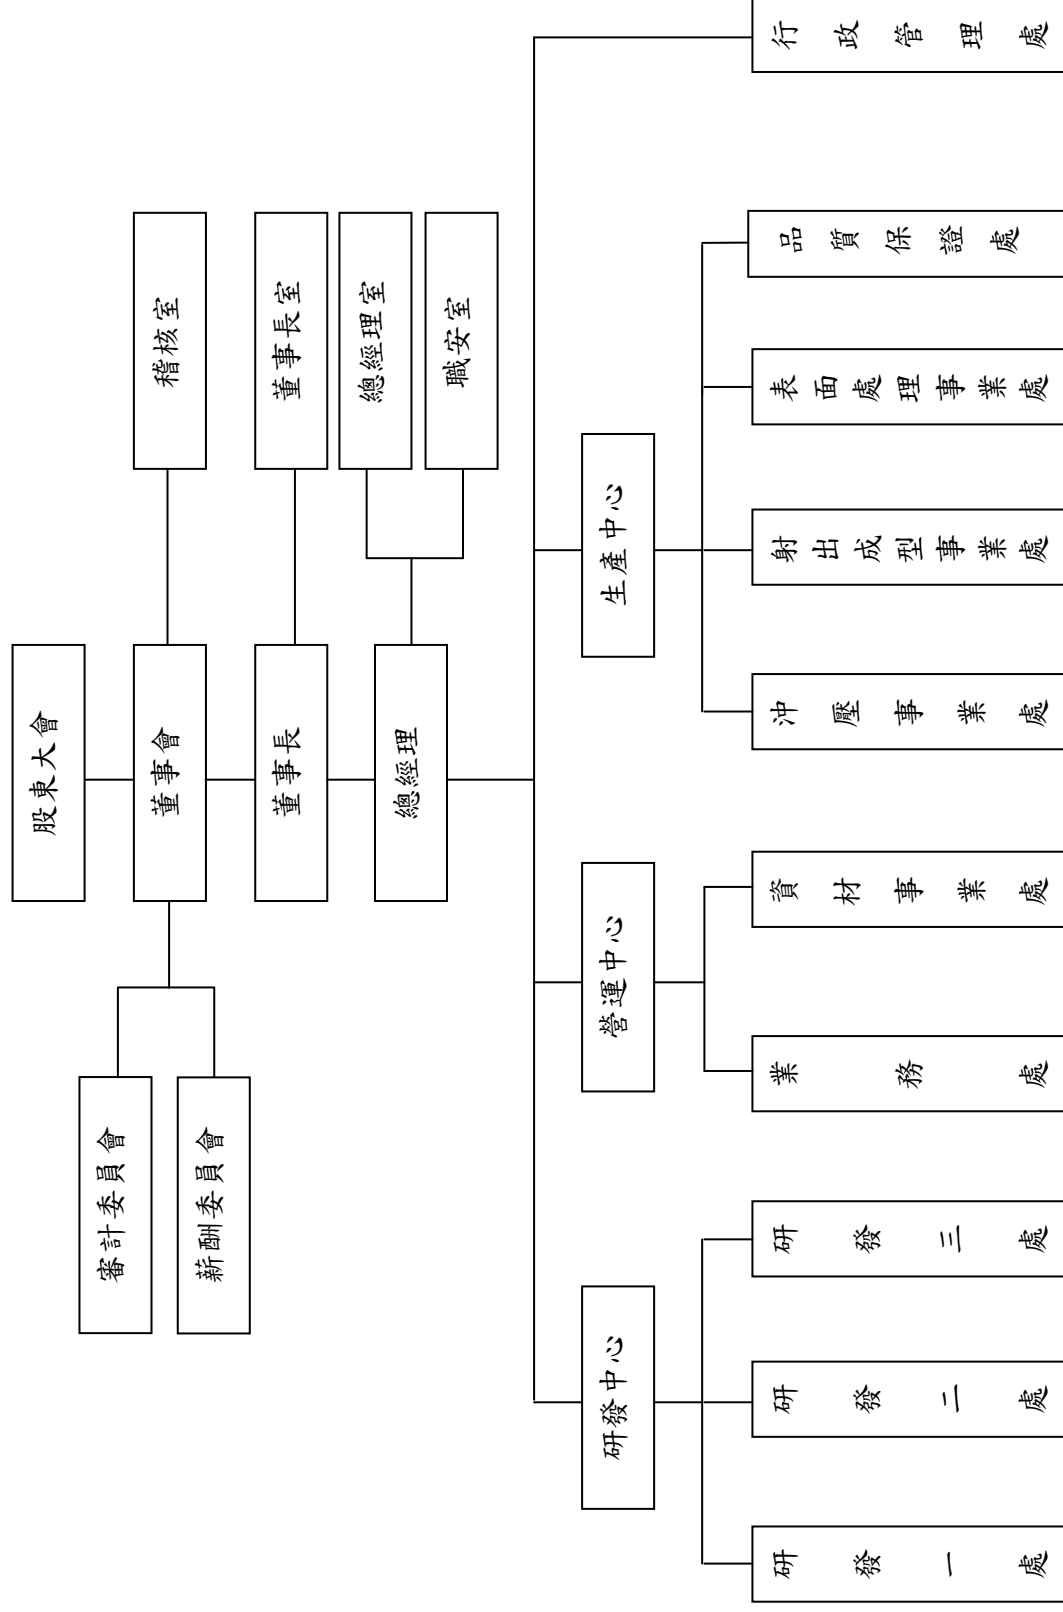 股東大會
董事會
稽核室
審計委員會
薪酬委員會
董事長
董事長室
總經理
總經理室
職安室
研發中心
營運中心
生產中心
研發一處
研發二處
研發三處
業務處
資材事業處
沖壓事業處
射出成型事業處
表面處理事業處
品質保證處
行政管理處